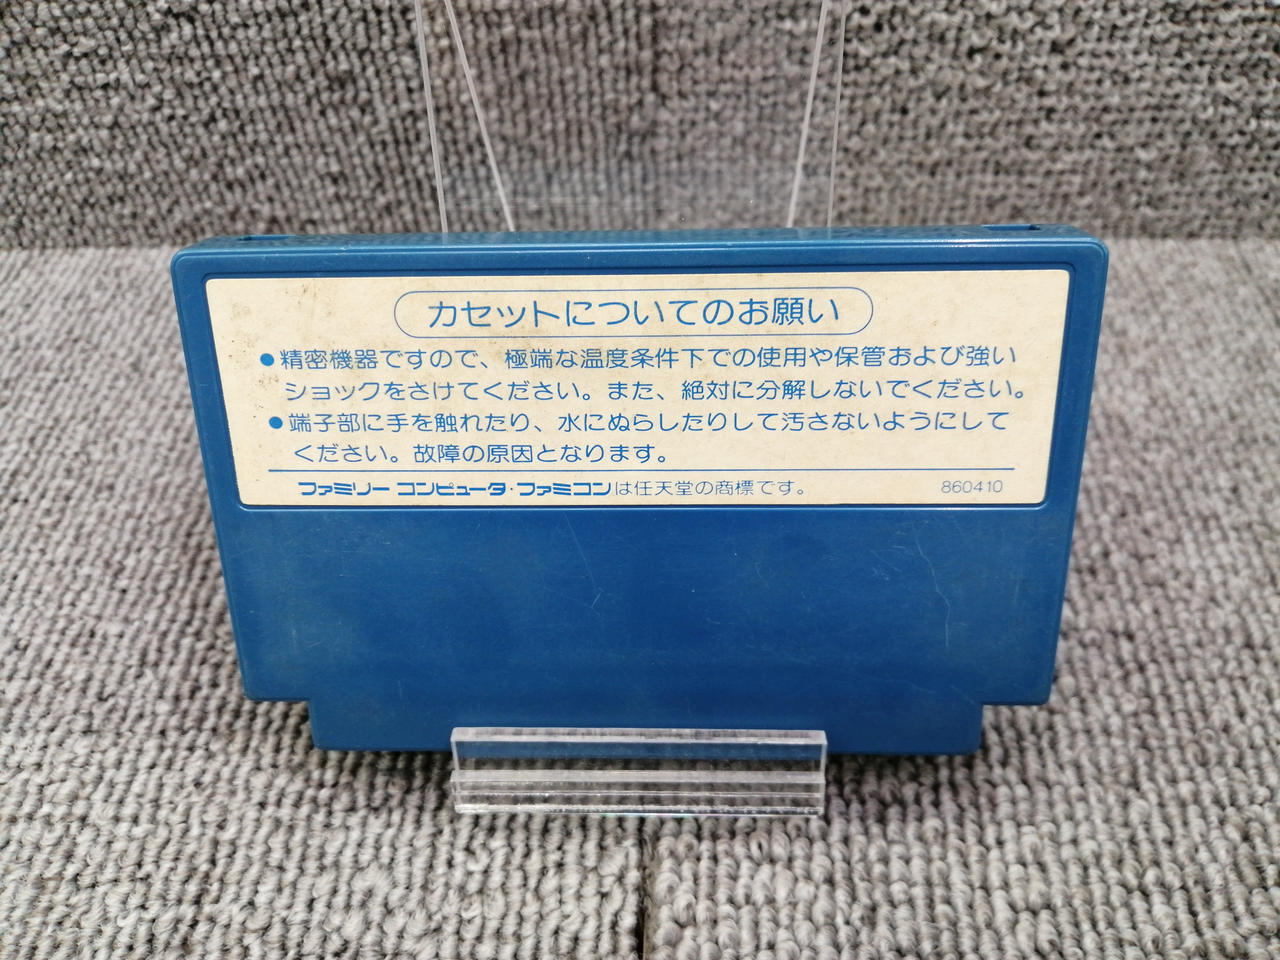 カセットについてのお願い
●精密機器ですので、極端な温度条件下での使用や保管および強い
ショックをさけてください。また、絶対に分解しないでください。
●端子部に手を触れたり、水にぬらしたりして汚さないようにして
ください。故障の原因となります。
ファミリー コンピュータ・ファミコンは任天堂の商標です。
860410